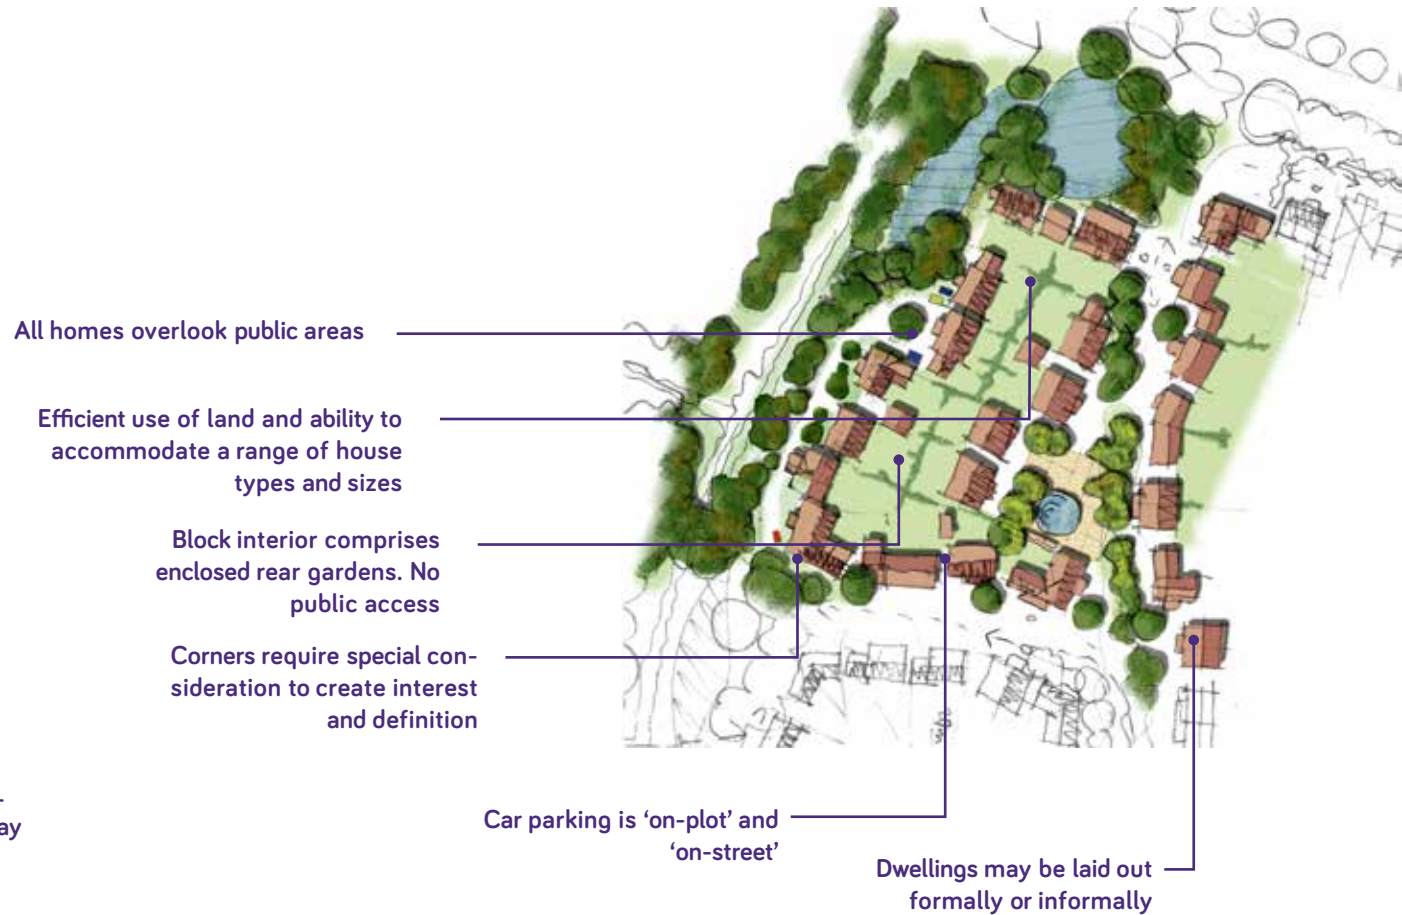 All homes overlook public areas
Efficient use of land and ability to
accommodate a range of house
types and sizes
Block interior comprises
enclosed rear gardens. No
public access
Corners require special con-
sideration to create interest
and definition
-
ay
Car parking is ‘on-plot’ and
‘on-street’
Dwellings may be laid out
formally or informally